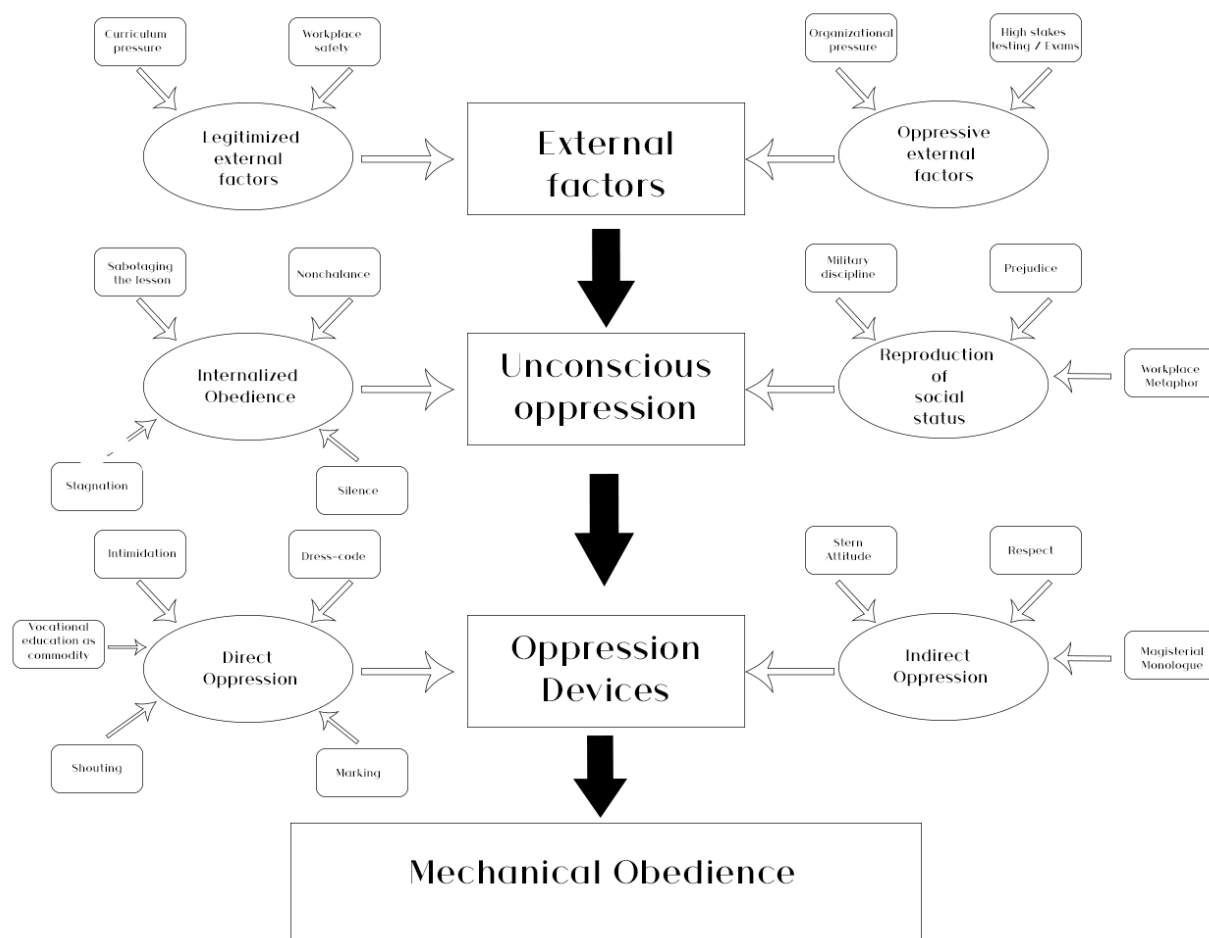 Curriculum
pressure
Workplace
safety
Organizational
pressure
High stakes
testing / Exams
Legitimized
external
factors
External
factors
Oppressive
external
factors
Sabotaging
the lesson
Nonchalance
Military
discipline
Prejudice
Internalized
Obedience
Unconscious
oppression
Reproduction
of
social
status
Workplace
Metaphor
Stagnation
Silence
Intimidation
Dress-code
Stern
Attitude
Respect
Vocational
education as
commodity
Direct
Oppression
Oppression
Devices
Indirect
Oppression
Magisterial
Monologue
Shouting
Marking
Mechanical Obedience